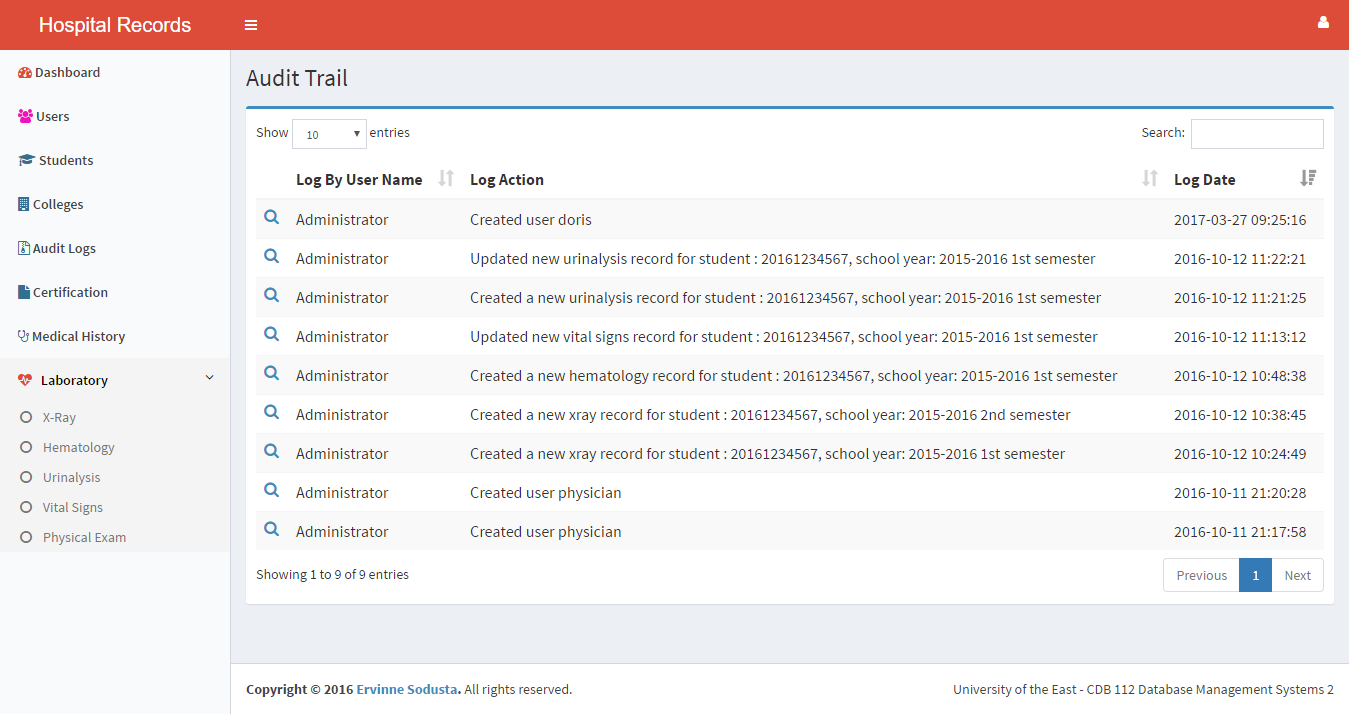 Hospital Records
Dashboard
Users
Students
Colleges
Audit Logs
Certification
Medical History
Laboratory
X-Ray
Hematology
Urinalysis
Vital Signs
Physical Exam
Audit Trail
Show 10 entries
Search:
Log By User Name Log Action Log Date
Administrator Created user doris 2017-03-27 09:25:16
Administrator Updated new urinalysis record for student : 20161234567, school year: 2015-2016 1st semester 2016-10-12 11:22:21
Administrator Created a new urinalysis record for student : 20161234567, school year: 2015-2016 1st semester 2016-10-12 11:21:25
Administrator Updated new vital signs record for student : 20161234567, school year: 2015-2016 1st semester 2016-10-12 11:13:12
Administrator Created a new hematology record for student : 20161234567, school year: 2015-2016 1st semester 2016-10-12 10:48:38
Administrator Created a new xray record for student : 20161234567, school year: 2015-2016 2nd semester 2016-10-12 10:38:45
Administrator Created a new xray record for student : 20161234567, school year: 2015-2016 1st semester 2016-10-12 10:24:49
Administrator Created user physician 2016-10-11 21:20:28
Administrator Created user physician 2016-10-11 21:17:58
Showing 1 to 9 of 9 entries
Previous 1 Next
Copyright © 2016 Ervinne Sodusta. All rights reserved.
University of the East - CDB 112 Database Management Systems 2